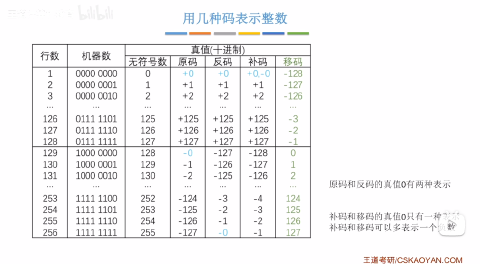 bilibili
用几种码表示整数
行数 机器数 真值(十进制)
无符号数 原码 反码 补码 移码
1 0000 0000 0 +0 +0 +0,-0 -128
2 0000 0001 1 +1 +1 +1 -127
3 0000 0010 2 +2 +2 +2 -126
... ... ... ... ... ... ...
126 0111 1101 125 +125 +125 +125 -3
127 0111 1110 126 +126 +126 +126 -2
128 0111 1111 127 +127 +127 +127 -1
129 1000 0000 128 -0 -127 -128 0
130 1000 0001 129 -1 -126 -127 1
131 1000 0010 130 -2 -125 -126 2
... ... ... ... ... ... ...
253 1111 1100 252 -124 -3 -4 124
254 1111 1101 253 -125 -2 -3 125
255 1111 1110 254 -126 -1 -2 126
256 1111 1111 255 -127 -0 -1 127
原码和反码的真值0有两种表示
补码和移码的真值0只有一种
补码和移码可以多表示一个
王道考研/CSKAOYAN.COM